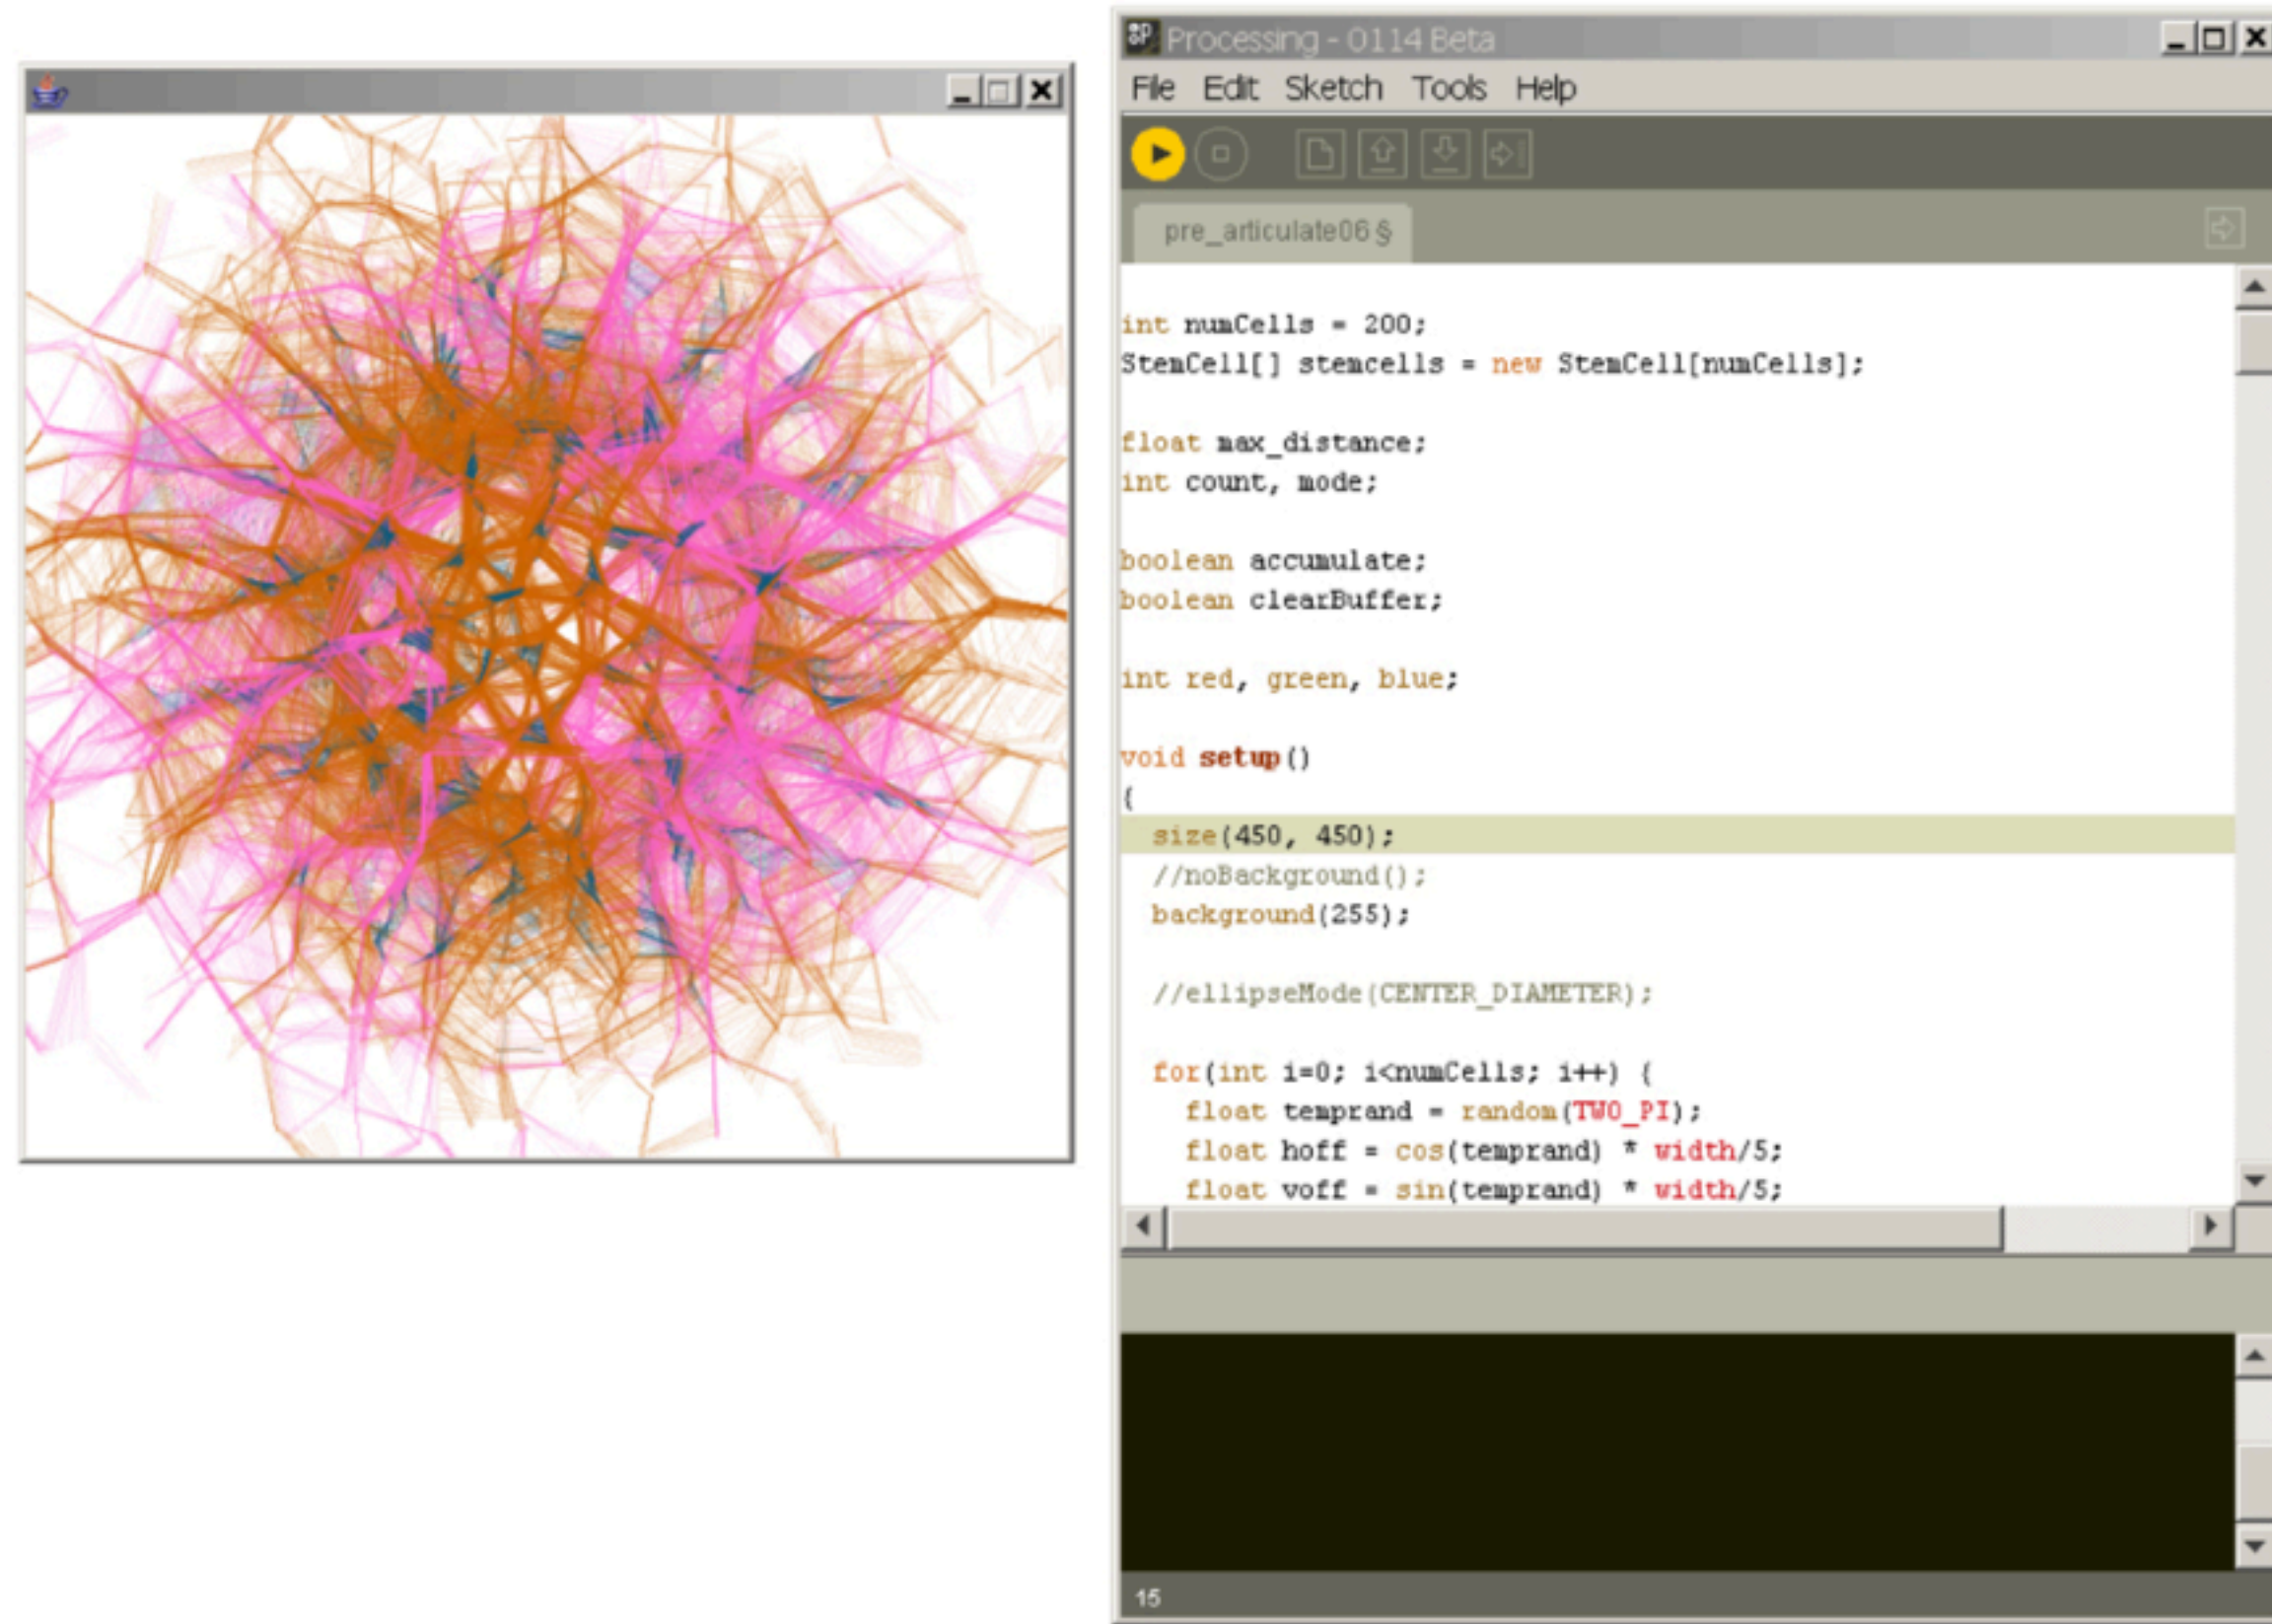 Processing - 0114 Beta
File Edit Sketch Tools Help
pre_articulate06 §
int numCells = 200;
StemCell[] stemcells = new StemCell[numCells];
float max_distance;
int count, mode;
boolean accumulate;
boolean clearBuffer;
int red, green, blue;
void setup()
{
size(450, 450);
//noBackground();
background(255);
//ellipseMode(CENTER_DIAMETER);
for(int i=0; i<numCells; i++) {
float temprand = random(TWO_PI);
float hoff = cos(temprand) * width/5;
float voff = sin(temprand) * width/5;
15